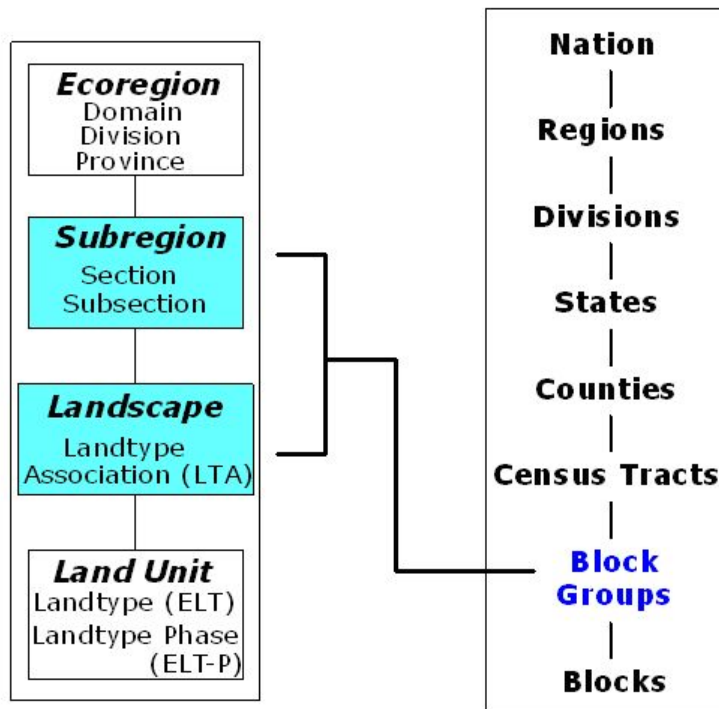 Ecoregion
Domain
Division
Province
Subregion
Section
Subsection
Landscape
Landtype
Association (LTA)
Land Unit
Landtype (ELT)
Landtype Phase
(ELT-P)
Nation
Regions
Divisions
States
Counties
Census Tracts
Block
Groups
Blocks